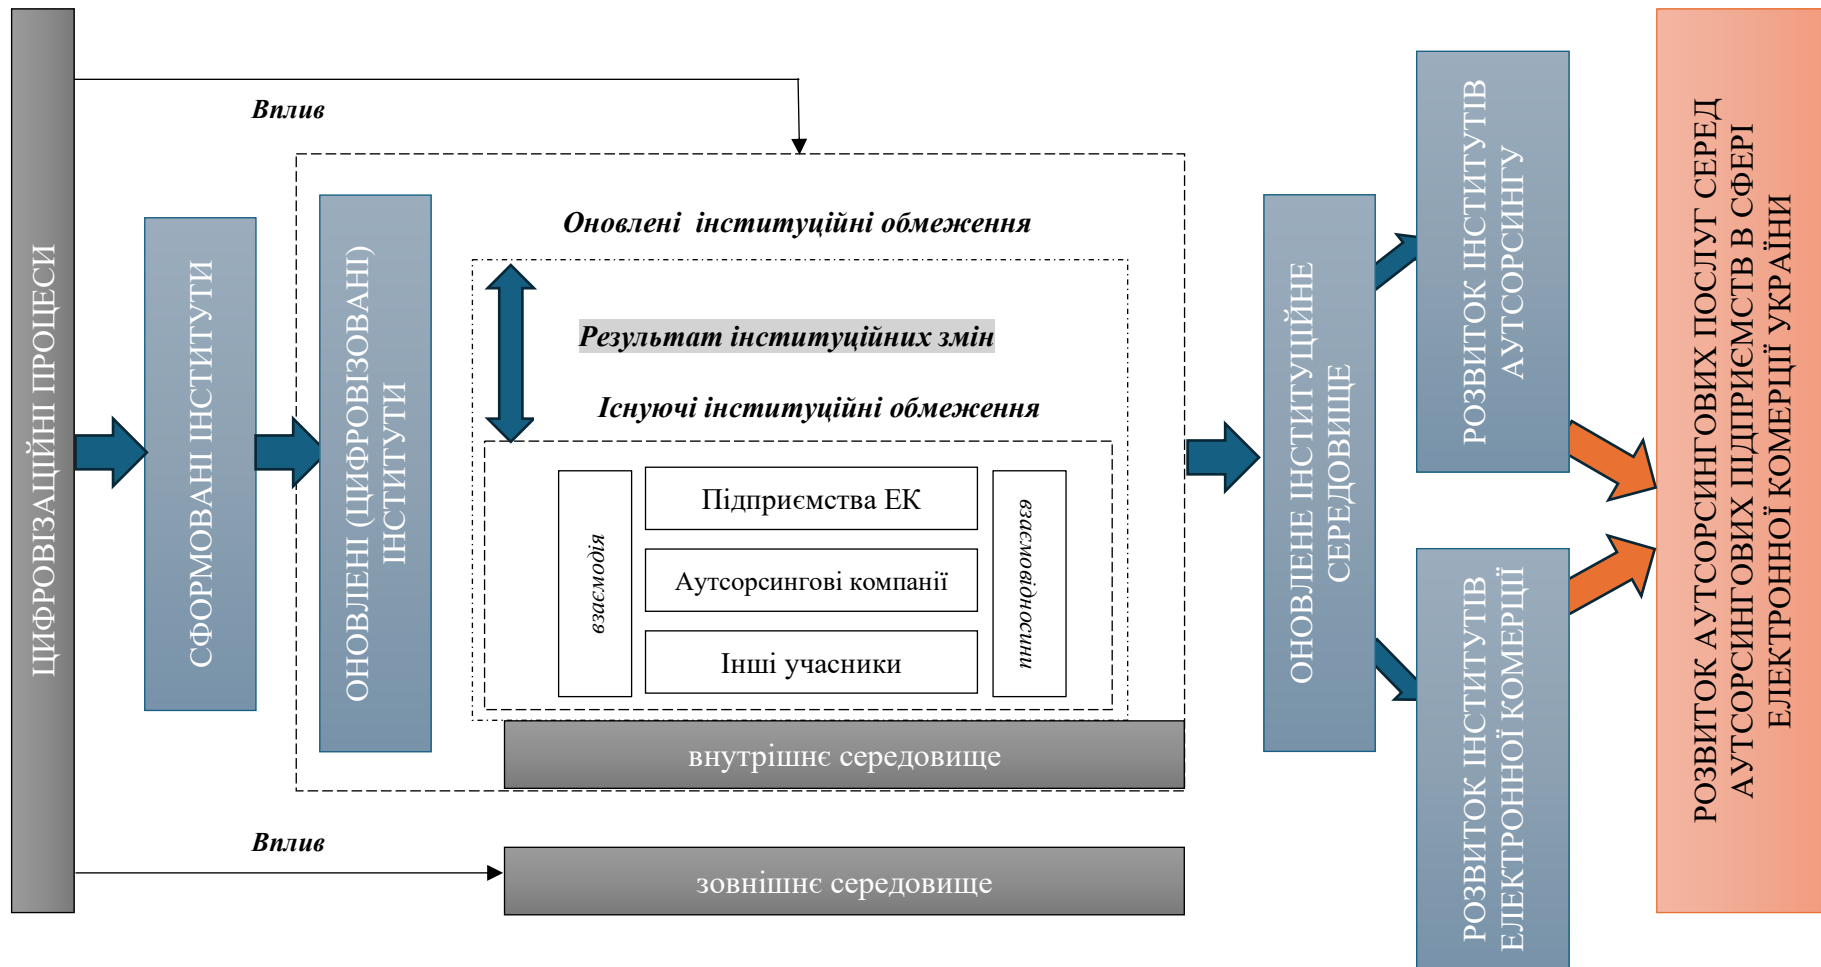 ЦИФРОВІЗАЦІЙНІ ПРОЦЕСИ
Вплив
СФОРМОВАНІ ІНСТИТУТИ
ОНОВЛЕНІ (ЦИФРОВІЗОВАНІ)
ІНСТИТУТИ
Оновлені інституційні обмеження
Результат інституційних змін
Існуючі інституційні обмеження
взаємодія
Підприємства ЕК
Аутсорсингові компанії
Інші учасники
взаємовідносини
внутрішнє середовище
Вплив
зовнішнє середовище
ОНОВЛЕНЕ ІНСТИТУЦІЙНЕ
СЕРЕДОВИЩЕ
РОЗВИТОК ІНСТИТУТІВ
АУТСОРСИНГУ
РОЗВИТОК ІНСТИТУТІВ
ЕЛЕКТРОННОЇ КОМЕРЦІЇ
РОЗВИТОК АУТСОРСИНГОВИХ ПОСЛУГ СЕРЕД
АУТСОРСИНГОВИХ ПІДПРИЄМСТВ В СФЕРІ
ЕЛЕКТРОННОЇ КОМЕРЦІЇ УКРАЇНИ